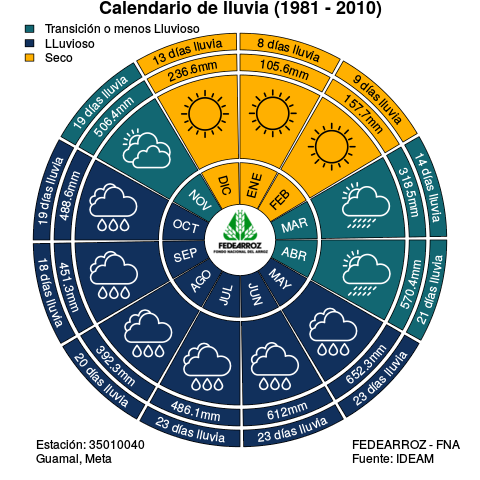 Calendario de lluvia (1981 - 2010)
Transición o menos Lluvioso
LLuvioso
Seco
8 días lluvia
105.6mm
ENE
9 días lluvia
157.7mm
FEB
14 días lluvia
318.5mm
MAR
21 días lluvia
570.4mm
ABR
23 días lluvia
652.3mm
MAY
23 días lluvia
612mm
JUN
23 días lluvia
486.1mm
JUL
20 días lluvia
392.3mm
AGO
18 días lluvia
451.3mm
SEP
19 días lluvia
488.6mm
OCT
19 días lluvia
506.4mm
NOV
13 días lluvia
236.6mm
DIC
FEDEARROZ
FONDO NACIONAL DEL ARROZ
Estación: 35010040
Guamal, Meta
FEDEARROZ - FNA
Fuente: IDEAM